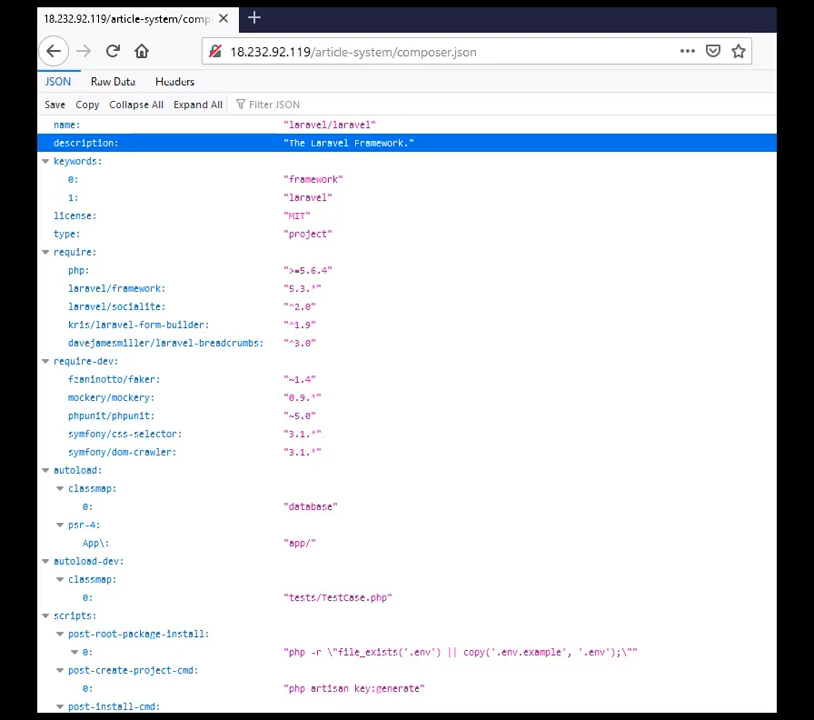 18.232.92.119/article-system/comp
18.232.92.119/article-system/composer.json
JSON Raw Data Headers
Save Copy Collapse All Expand All Filter JSON
name: "laravel/laravel"
description: "The Laravel Framework."
keywords:
0: "framework"
1: "laravel"
license: "MIT"
type: "project"
require:
php: ">=5.6.4"
laravel/framework: "5.3.*"
laravel/socialite: "^2.0"
kris/laravel-form-builder: "^1.9"
davejamesmiller/laravel-breadcrumbs: "^3.0"
require-dev:
fzaninotto/faker: "~1.4"
mockery/mockery: "0.9.*"
phpunit/phpunit: "~5.0"
symfony/css-selector: "3.1.*"
symfony/dom-crawler: "3.1.*"
autoload:
classmap:
0: "database"
psr-4:
App\: "app/"
autoload-dev:
classmap:
0: "tests/TestCase.php"
scripts:
post-root-package-install:
0: "php -r \"file_exists('.env') || copy('.env.example', '.env');\""
post-create-project-cmd:
0: "php artisan key:generate"
post-install-cmd: